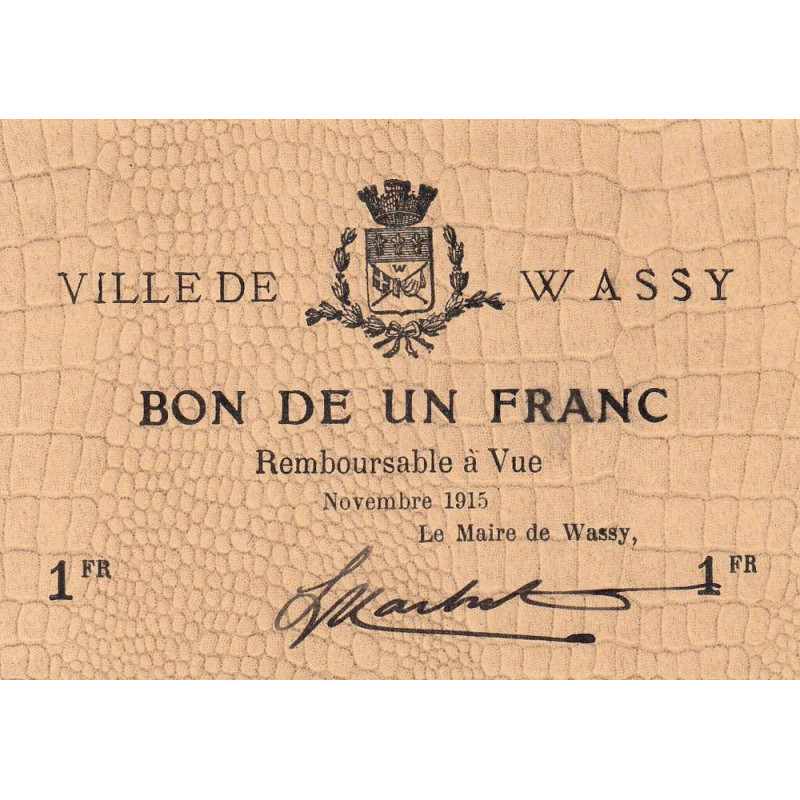 VILLE DE WASSY
W
BON DE UN FRANC
Remboursable à Vue
Novembre 1915
Le Maire de Wassy,
1 FR 1 FR